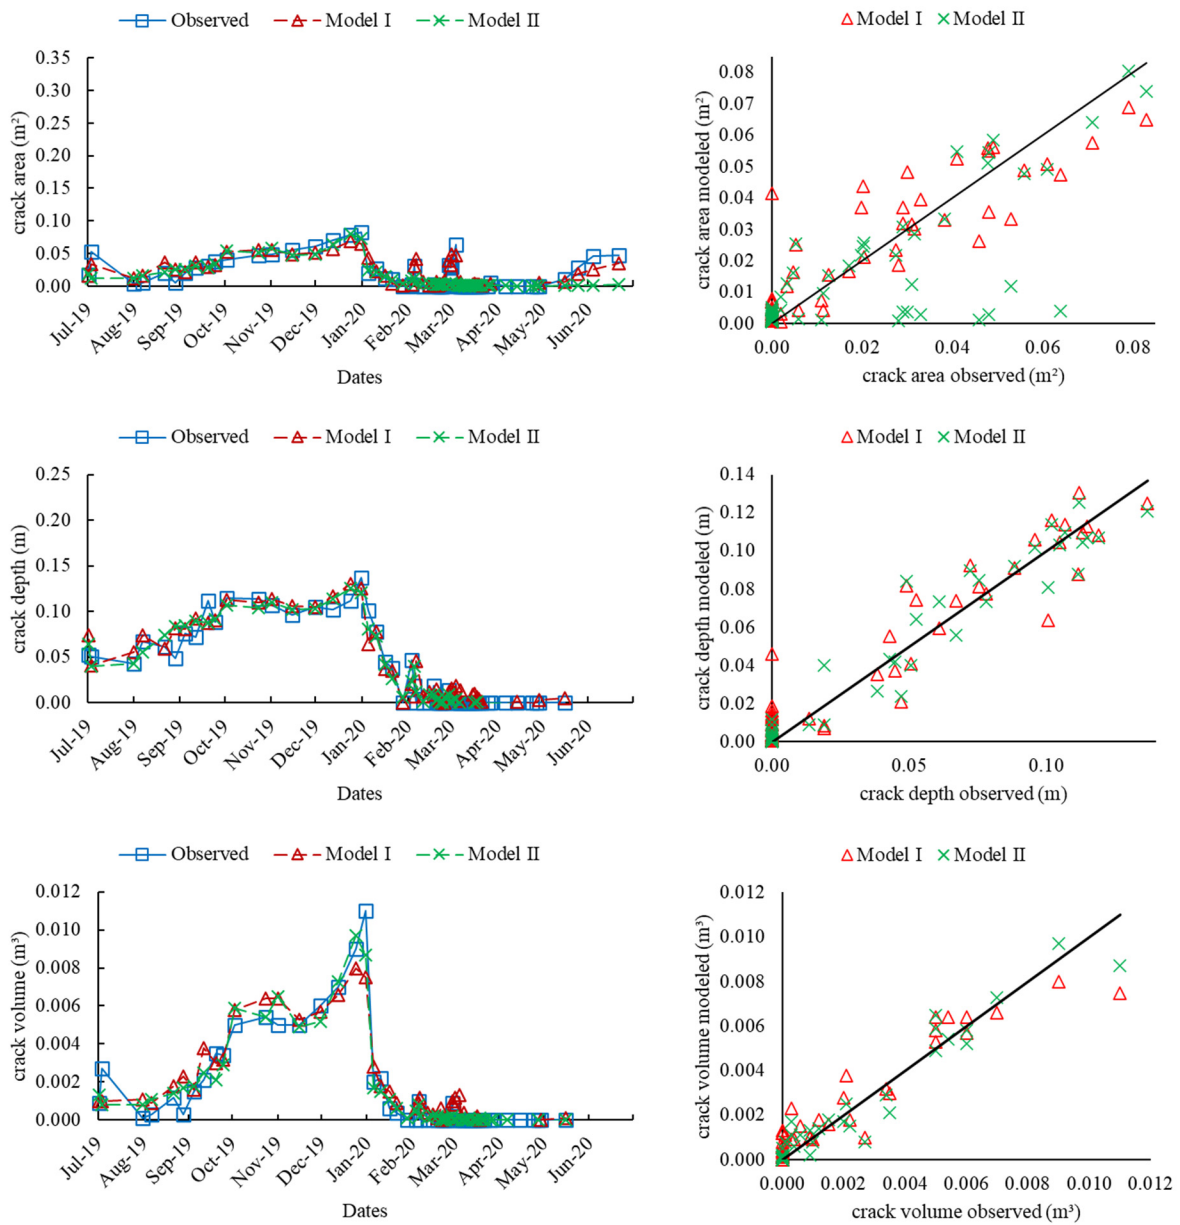 Observed Model I Model II
0.35
0.30
0.25
0.20
0.15
0.10
0.05
0.00
crack area (m²)
Jul-19 Aug-19 Sep-19 Oct-19 Nov-19 Dec-19 Jan-20 Feb-20 Mar-20 Apr-20 May-20 Jun-20
Dates
Model I Model II
0.08
0.07
0.06
0.05
0.04
0.03
0.02
0.01
0.00
crack area modeled (m²)
0.00 0.02 0.04 0.06 0.08
crack area observed (m²)
Observed Model I Model II
0.25
0.20
0.15
0.10
0.05
0.00
crack depth (m)
Jul-19 Aug-19 Sep-19 Oct-19 Nov-19 Dec-19 Jan-20 Feb-20 Mar-20 Apr-20 May-20 Jun-20
Dates
Model I Model II
0.14
0.12
0.10
0.08
0.06
0.04
0.02
0.00
crack depth modeled (m)
0.00 0.05 0.10
crack depth observed (m)
Observed Model I Model II
0.012
0.010
0.008
0.006
0.004
0.002
0.000
crack volume (m³)
Jul-19 Aug-19 Sep-19 Oct-19 Nov-19 Dec-19 Jan-20 Feb-20 Mar-20 Apr-20 May-20 Jun-20
Dates
Model I Model II
0.012
0.010
0.008
0.006
0.004
0.002
0.000
crack volume modeled (m³)
0.000 0.002 0.004 0.006 0.008 0.010 0.012
crack volume observed (m³)